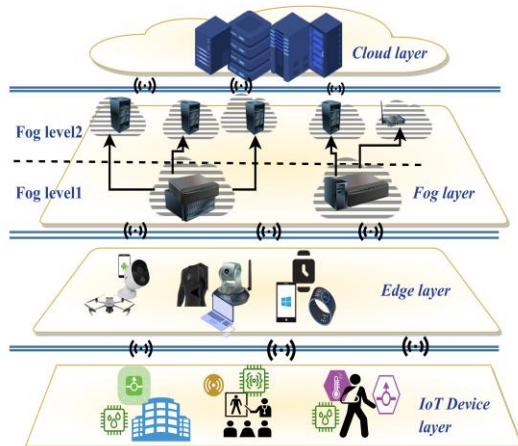 Cloud layer
Fog level2
Fog level1
Fog layer
Edge layer
IoT Device
layer